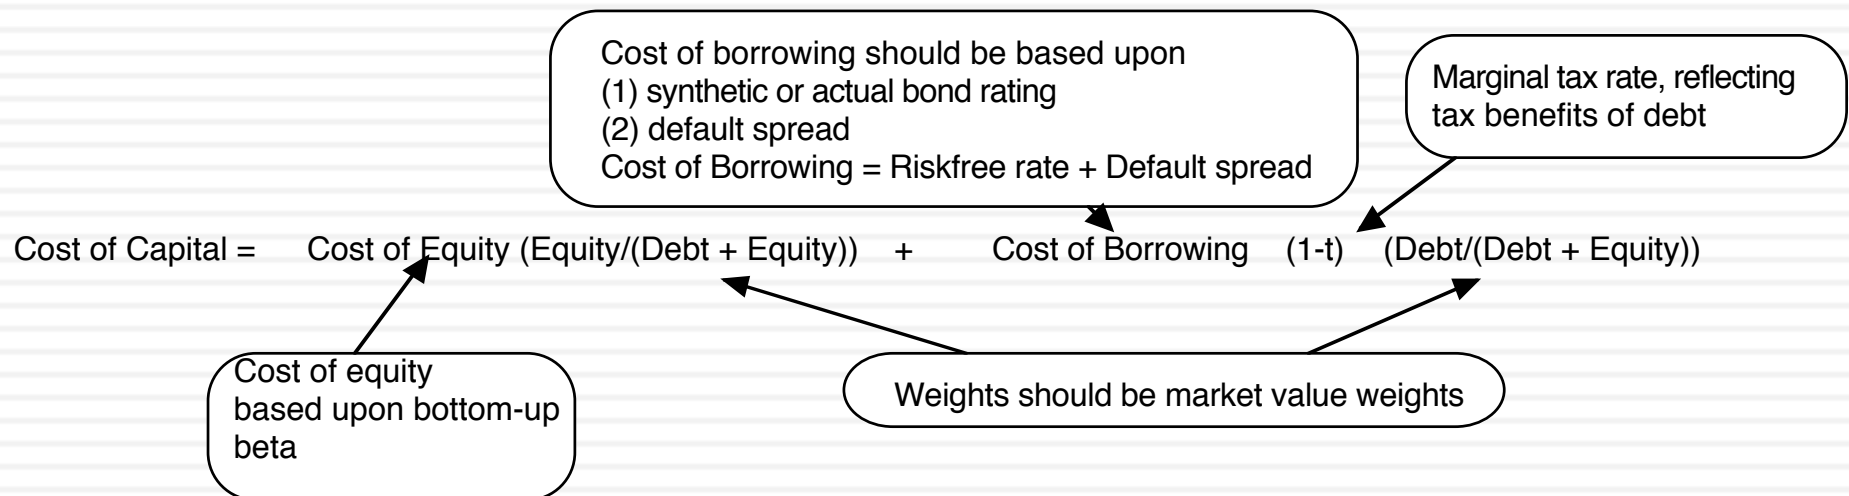 Cost of borrowing should be based upon
(1) synthetic or actual bond rating
(2) default spread
Cost of Borrowing = Riskfree rate + Default spread
Marginal tax rate, reflecting
tax benefits of debt
Cost of Capital = Cost of Equity (Equity/(Debt + Equity)) + Cost of Borrowing (1-t) (Debt/(Debt + Equity))
Cost of equity
based upon bottom-up
beta
Weights should be market value weights